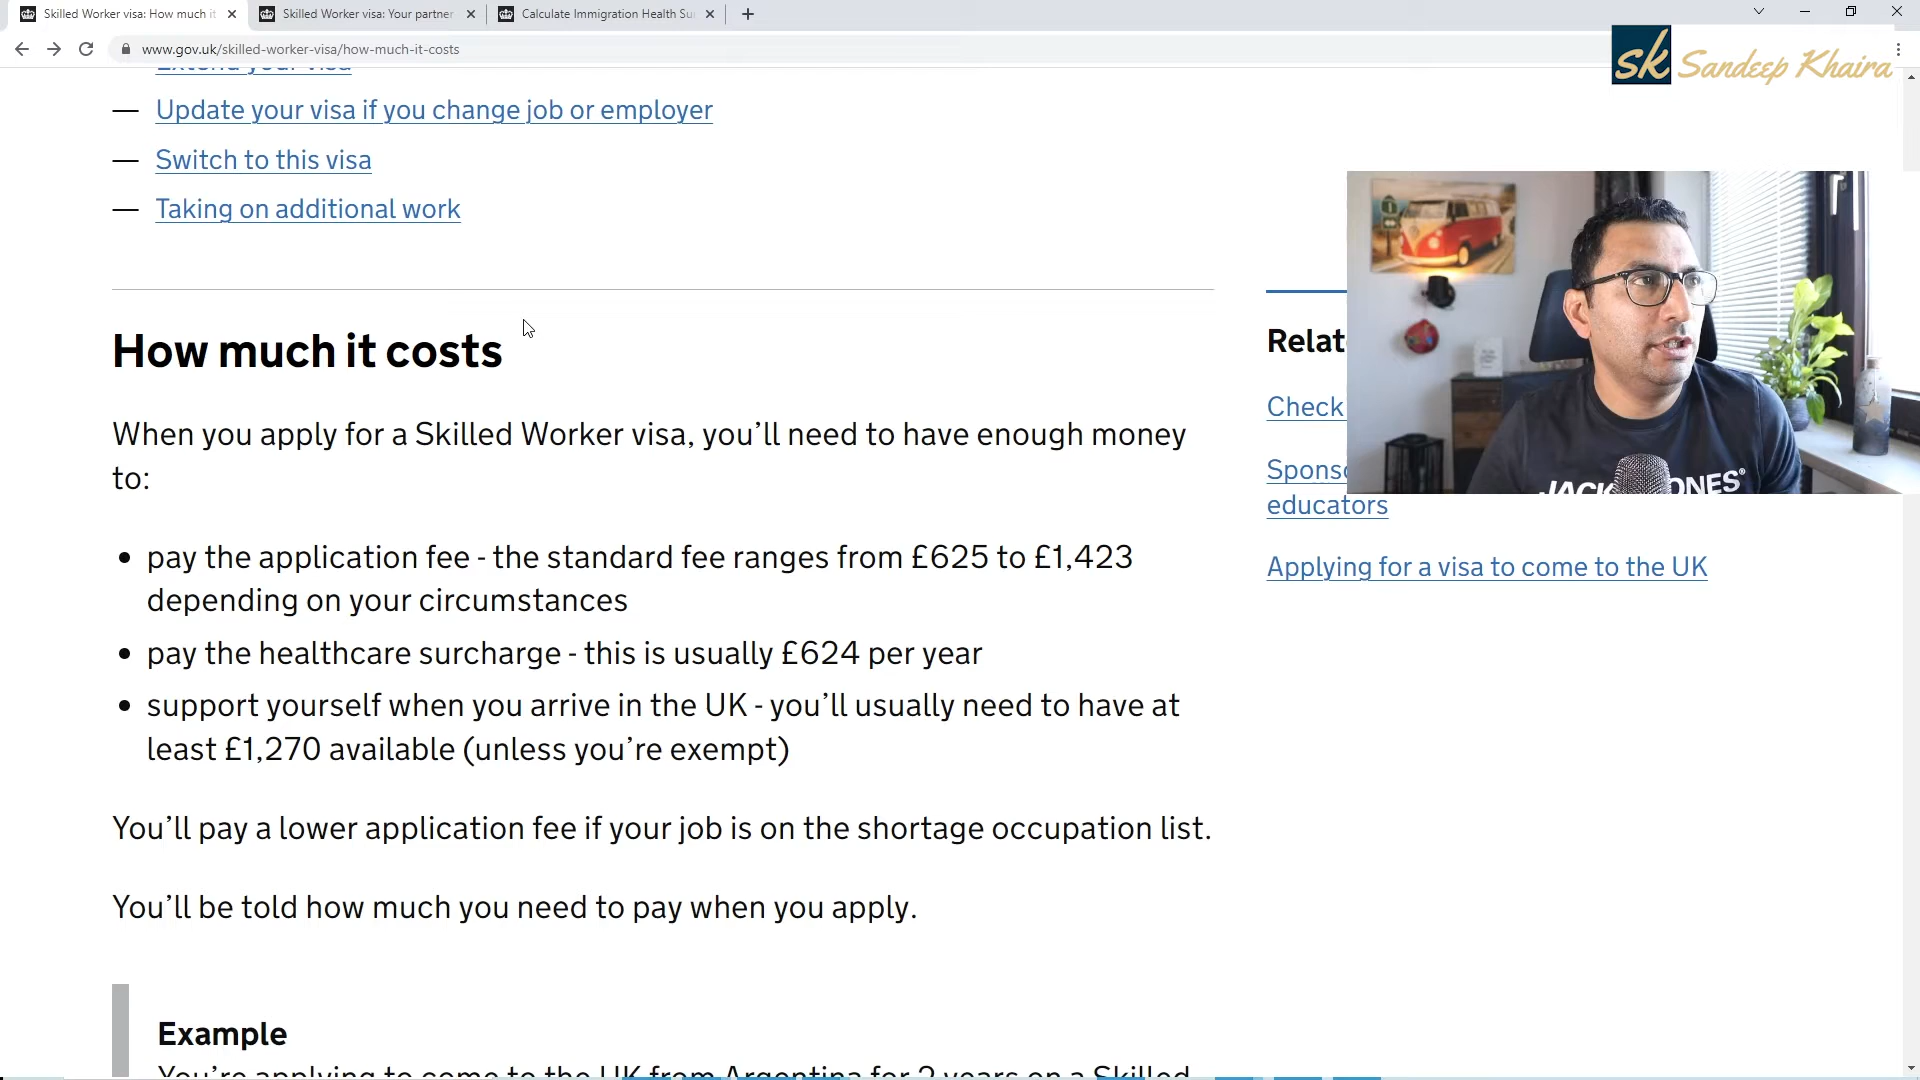 Skilled Worker visa: How much it
Skilled Worker visa: Your partner
Calculate Immigration Health Su
www.gov.uk/skilled-worker-visa/how-much-it-costs
sk Sandeep Khaira
Extend your visa
— Update your visa if you change job or employer
— Switch to this visa
— Taking on additional work
How much it costs
When you apply for a Skilled Worker visa, you’ll need to have enough money
to:
• pay the application fee - the standard fee ranges from £625 to £1,423
depending on your circumstances
• pay the healthcare surcharge - this is usually £624 per year
• support yourself when you arrive in the UK - you’ll usually need to have at
least £1,270 available (unless you’re exempt)
You’ll pay a lower application fee if your job is on the shortage occupation list.
You’ll be told how much you need to pay when you apply.
Example
You’re applying to come to the UK from Argentina for 2 years on a Skilled
Relat
Check
Sponso
educators
Applying for a visa to come to the UK
JACK ONES®